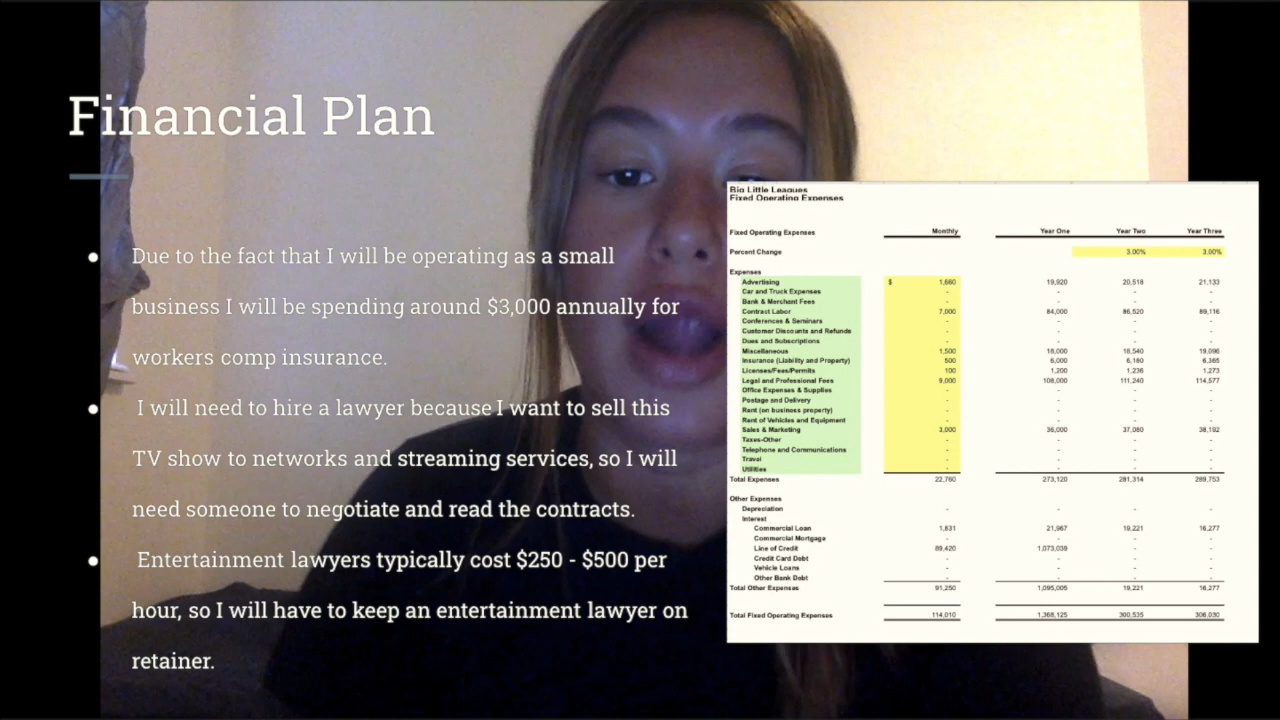 Financial Plan
● Due to the fact that I will be operating as a small
business I will be spending around $3,000 annually for
workers comp insurance.
● I will need to hire a lawyer because I want to sell this
TV show to networks and streaming services, so I will
need someone to negotiate and read the contracts.
● Entertainment lawyers typically cost $250 - $500 per
hour, so I will have to keep an entertainment lawyer on
retainer.
Big Little Leagues
Fixed Operating Expenses
Fixed Operating Expenses Monthly Year One Year Two Year Three
Percent Change 3.00% 3.00%
Expenses
Advertising $ 1,660 19,920 20,518 21,133
Car and Truck Expenses - - - -
Bank & Merchant Fees - - - -
Contract Labor 7,000 84,000 86,520 89,116
Conferences & Seminars - - - -
Customer Discounts and Refunds - - - -
Dues and Subscriptions - - - -
Miscellaneous 1,500 18,000 18,540 19,096
Insurance (Liability and Property) 500 6,000 6,180 6,365
Licenses/Fees/Permits 100 1,200 1,236 1,273
Legal and Professional Fees 9,000 108,000 111,240 114,577
Office Expenses & Supplies - - - -
Postage and Delivery - - - -
Rent (on business property) - - - -
Rent of Vehicles and Equipment - - - -
Sales & Marketing 3,000 36,000 37,080 38,192
Taxes-Other - - - -
Telephone and Communications - - - -
Travel - - - -
Utilities - - - -
Total Expenses 22,760 273,120 281,314 289,753
Other Expenses
Depreciation - - - -
Interest
Commercial Loan 1,831 21,967 19,221 16,277
Commercial Mortgage - - - -
Line of Credit 89,420 1,073,039 - -
Credit Card Debt - - - -
Vehicle Loans - - - -
Other Bank Debt - - - -
Total Other Expenses 91,250 1,095,005 19,221 16,277
Total Fixed Operating Expenses 114,010 1,368,125 300,535 306,030